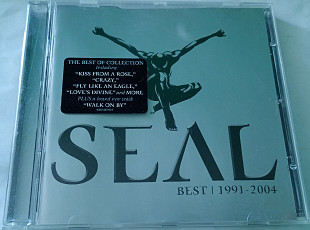 THE BEST OF COLLECTION
Including
"KISS FROM A ROSE,"
"CRAZY,"
"FLY LIKE AN EAGLE,"
"LOVE'S DIVINE," and MORE
PLUS a brand new track
"WALK ON BY"
SEAL
BEST | 1991-2004